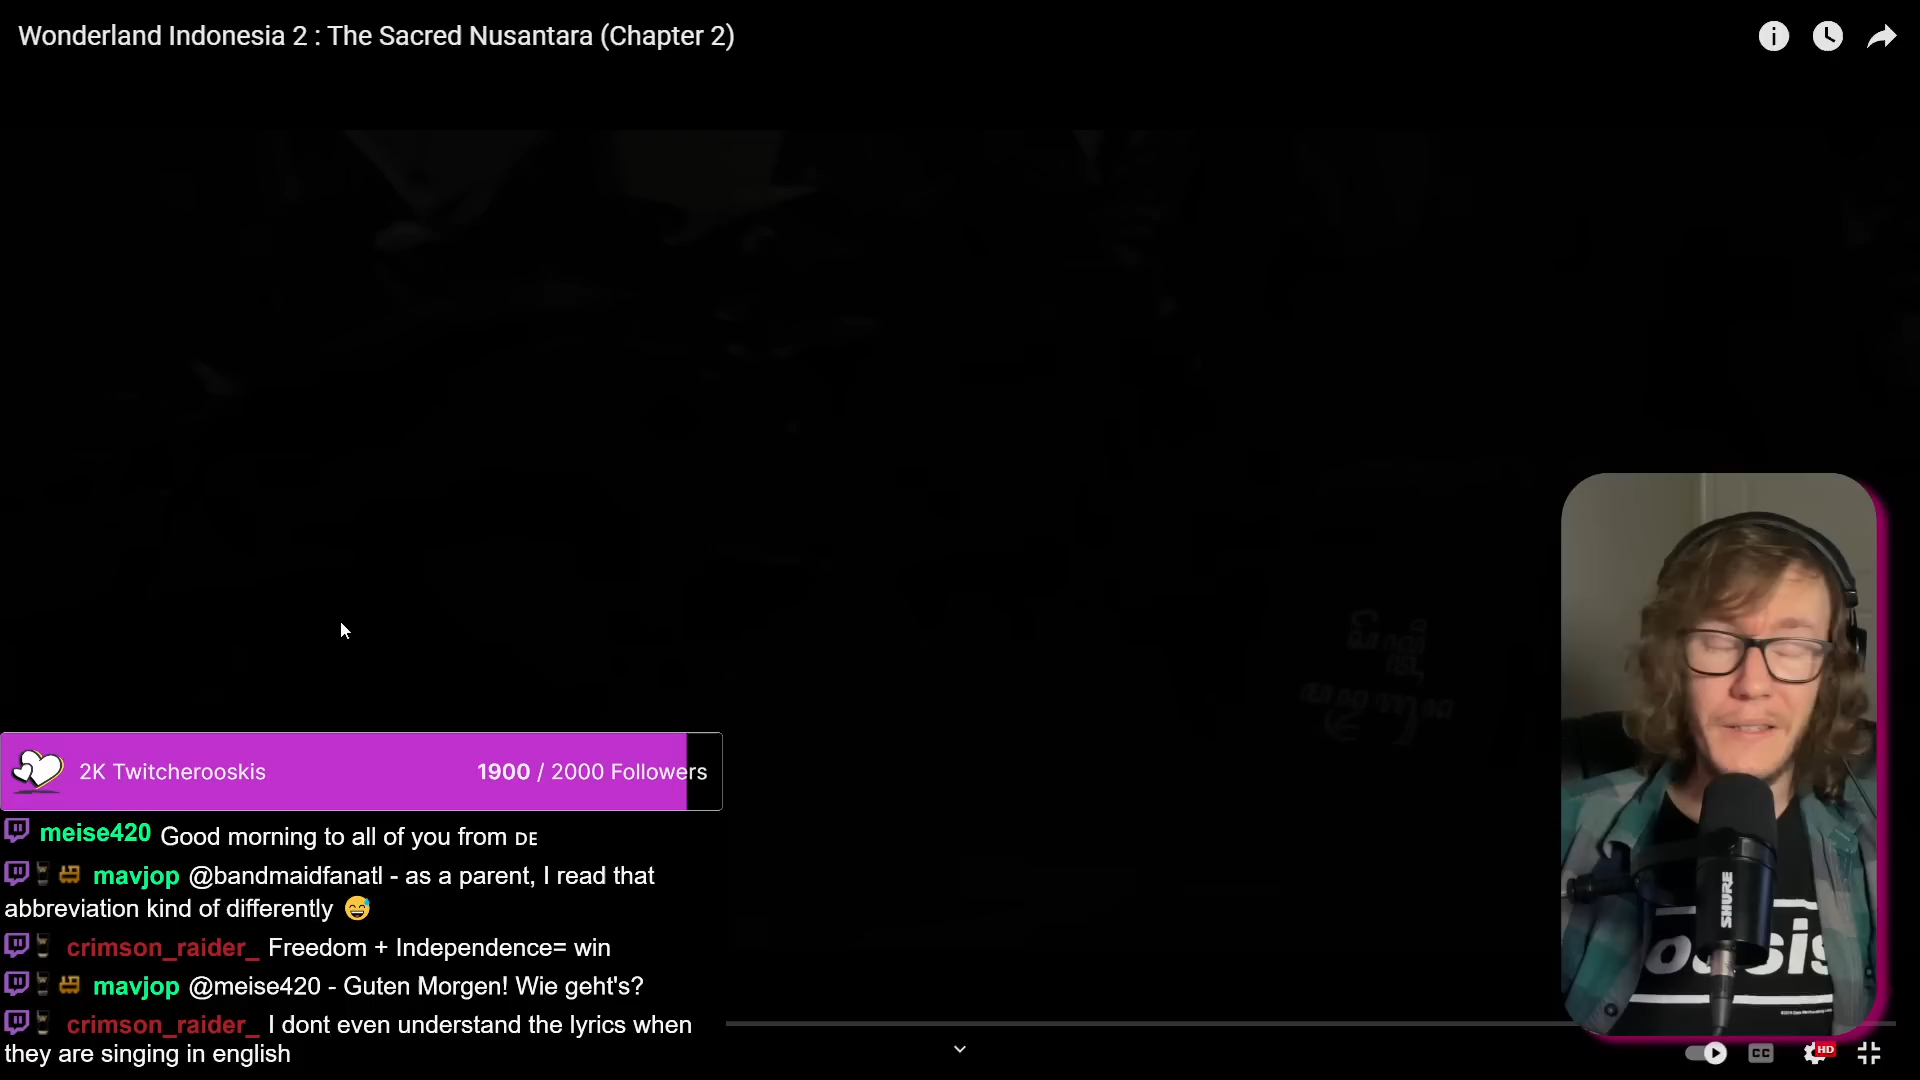 Wonderland Indonesia 2 : The Sacred Nusantara (Chapter 2)
2K Twitcherooskis 1900 / 2000 Followers
meise420 Good morning to all of you from DE
mavjop @bandmaidfanatl - as a parent, I read that
abbreviation kind of differently 😅
crimson_raider_ Freedom + Independence= win
mavjop @meise420 - Guten Morgen! Wie geht's?
crimson_raider_ I dont even understand the lyrics when
they are singing in english
SHURE
CC
HD